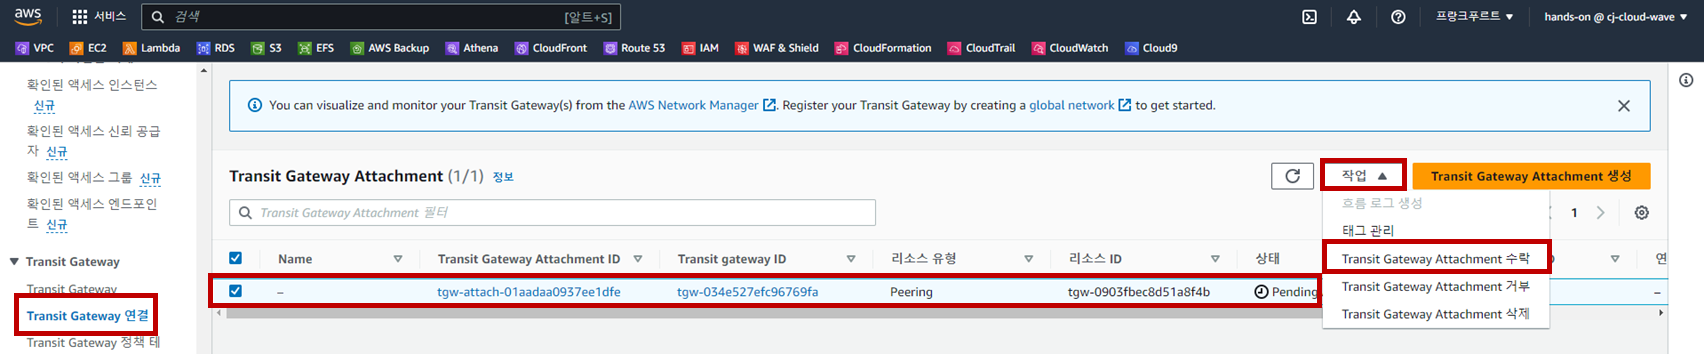 aws 서비스 검색 [알트+S] 프랑크푸르트 ▼ hands-on @ cj-cloud-wave ▼
VPC EC2 Lambda RDS S3 EFS AWS Backup Athena CloudFront Route 53 IAM WAF & Shield CloudFormation CloudTrail CloudWatch Cloud9
확인된 액세스 인스턴스
신규
확인된 액세스 신뢰 공급
자 신규
확인된 액세스 그룹 신규
확인된 액세스 엔드포인
트 신규
▼ Transit Gateway
Transit Gateway
Transit Gateway 연결
Transit Gateway 정책 테
You can visualize and monitor your Transit Gateway(s) from the AWS Network Manager. Register your Transit Gateway by creating a global network to get started.
Transit Gateway Attachment (1/1) 정보
작업 ▲
Transit Gateway Attachment 생성
Transit Gateway Attachment 필터
1
흐름 로그 생성
태그 관리
Transit Gateway Attachment 수락
Transit Gateway Attachment 거부
Transit Gateway Attachment 삭제
Name Transit Gateway Attachment ID Transit gateway ID 리소스 유형 리소스 ID 상태 연
– tgw-attach-01aadaa0937ee1dfe tgw-034e527efc96769fa Peering tgw-0903fbec8d51a8f4b Pending –